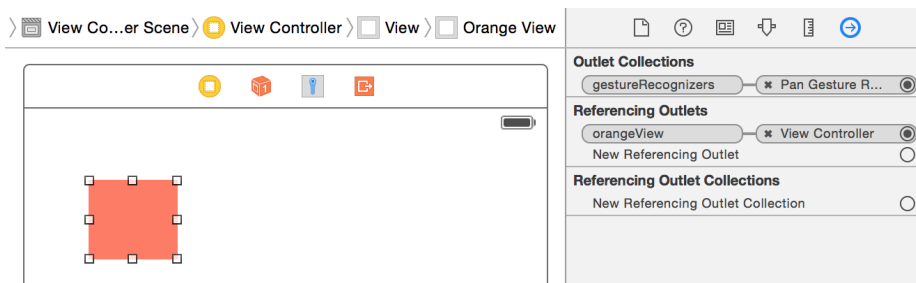 View Co...er Scene View Controller View Orange View
Outlet Collections
gestureRecognizers Pan Gesture R...
Referencing Outlets
orangeView View Controller
New Referencing Outlet
Referencing Outlet Collections
New Referencing Outlet Collection